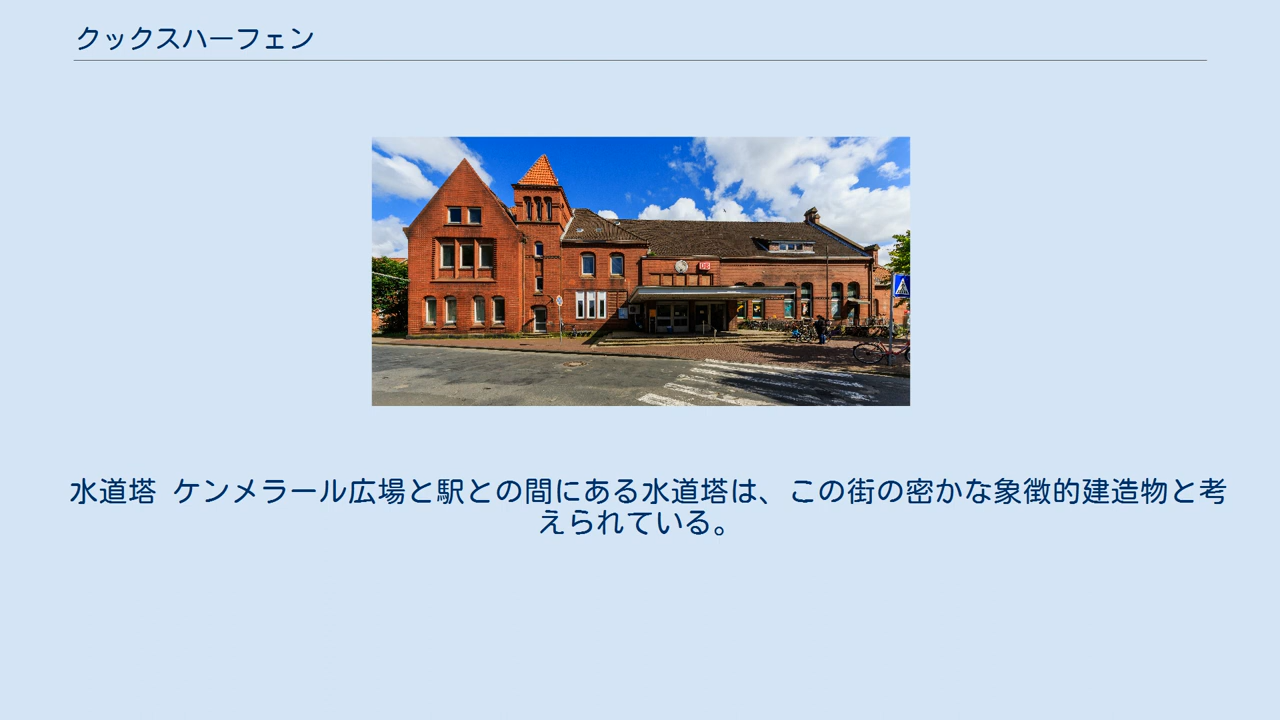 クックスハーフェン
DB
水道塔 ケンメラール広場と駅との間にある水道塔は、この街の密かな象徴的建造物と考
えられている。